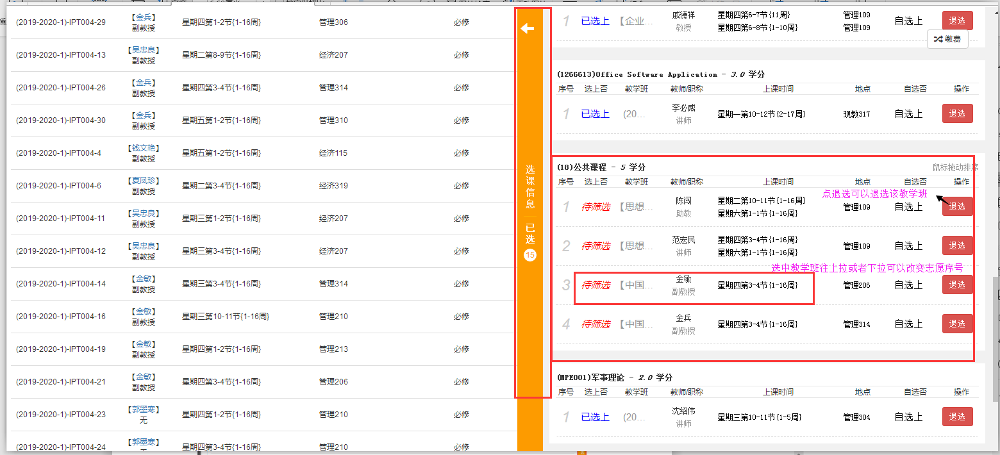 (2019-2020-1)-IPT004-29 【金兵】 副教授 星期四第1-2节{1-16周} 管理306 必修
(2019-2020-1)-IPT004-13 【吴忠良】 副教授 星期二第8-9节{1-16周} 经济207 必修
(2019-2020-1)-IPT004-26 【金兵】 副教授 星期四第3-4节{1-16周} 管理314 必修
(2019-2020-1)-IPT004-30 【金兵】 副教授 星期五第1-2节{1-16周} 管理310 必修
(2019-2020-1)-IPT004-4 【钱文艳】 副教授 星期五第1-2节{1-16周} 经济115 必修
(2019-2020-1)-IPT004-6 【夏凤珍】 副教授 星期二第3-4节{1-16周} 经济319 必修
(2019-2020-1)-IPT004-11 【吴忠良】 副教授 星期三第1-2节{1-16周} 经济207 必修
(2019-2020-1)-IPT004-12 【吴忠良】 副教授 星期三第3-4节{1-16周} 经济207 必修
(2019-2020-1)-IPT004-14 【金敏】 副教授 星期三第3-4节{1-16周} 管理314 必修
(2019-2020-1)-IPT004-16 【金敏】 副教授 星期三第10-11节{1-16周} 管理210 必修
(2019-2020-1)-IPT004-19 【金敏】 副教授 星期四第1-2节{1-16周} 管理213 必修
(2019-2020-1)-IPT004-21 【金敏】 副教授 星期四第3-4节{1-16周} 管理206 必修
(2019-2020-1)-IPT004-23 【郭墨寒】 无 星期四第1-2节{1-16周} 管理210 必修
(2019-2020-1)-IPT004-24 【郭墨寒】 星期四第3-4节{1-16周} 管理210 必修
选课信息
已选
15
1 已选上 【企业... 戚德祥 教授 星期四第6-7节{11周} 星期四第6-8节{1-10周} 管理109 管理109 自选上 退选
缴费
(1266613)Office Software Application - 3.0 学分
序号 选上否 教学班 教师/职称 上课时间 地点 自选否 操作
1 已选上 (20... 李必威 讲师 星期一第10-12节{2-17周} 现教317 自选上 退选
(18)公共课程 - 5 学分 鼠标拖动排序
序号 选上否 教学班 教师/职称 上课时间 地点 自选否 操作
点退选可以退选该教学班
1 待筛选 【思想... 陈闯 助教 星期二第10-11节{1-16周} 星期六第1-1节{1-16周} 管理109 自选上 退选
2 待筛选 【思想... 范宏民 讲师 星期四第3-4节{1-16周} 星期六第1-1节{1-16周} 管理109 自选上 退选
选中教学班往上拉或者下拉可以改变志愿序号
3 待筛选 【中国... 金敏 副教授 星期四第3-4节{1-16周} 管理206 自选上 退选
4 待筛选 【中国... 金兵 副教授 星期四第3-4节{1-16周} 管理314 自选上 退选
(MPE001)军事理论 - 2.0 学分
序号 选上否 教学班 教师/职称 上课时间 地点 自选否 操作
1 已选上 (20... 沈绍伟 讲师 星期三第10-11节{1-5周} 管理304 自选上 退选